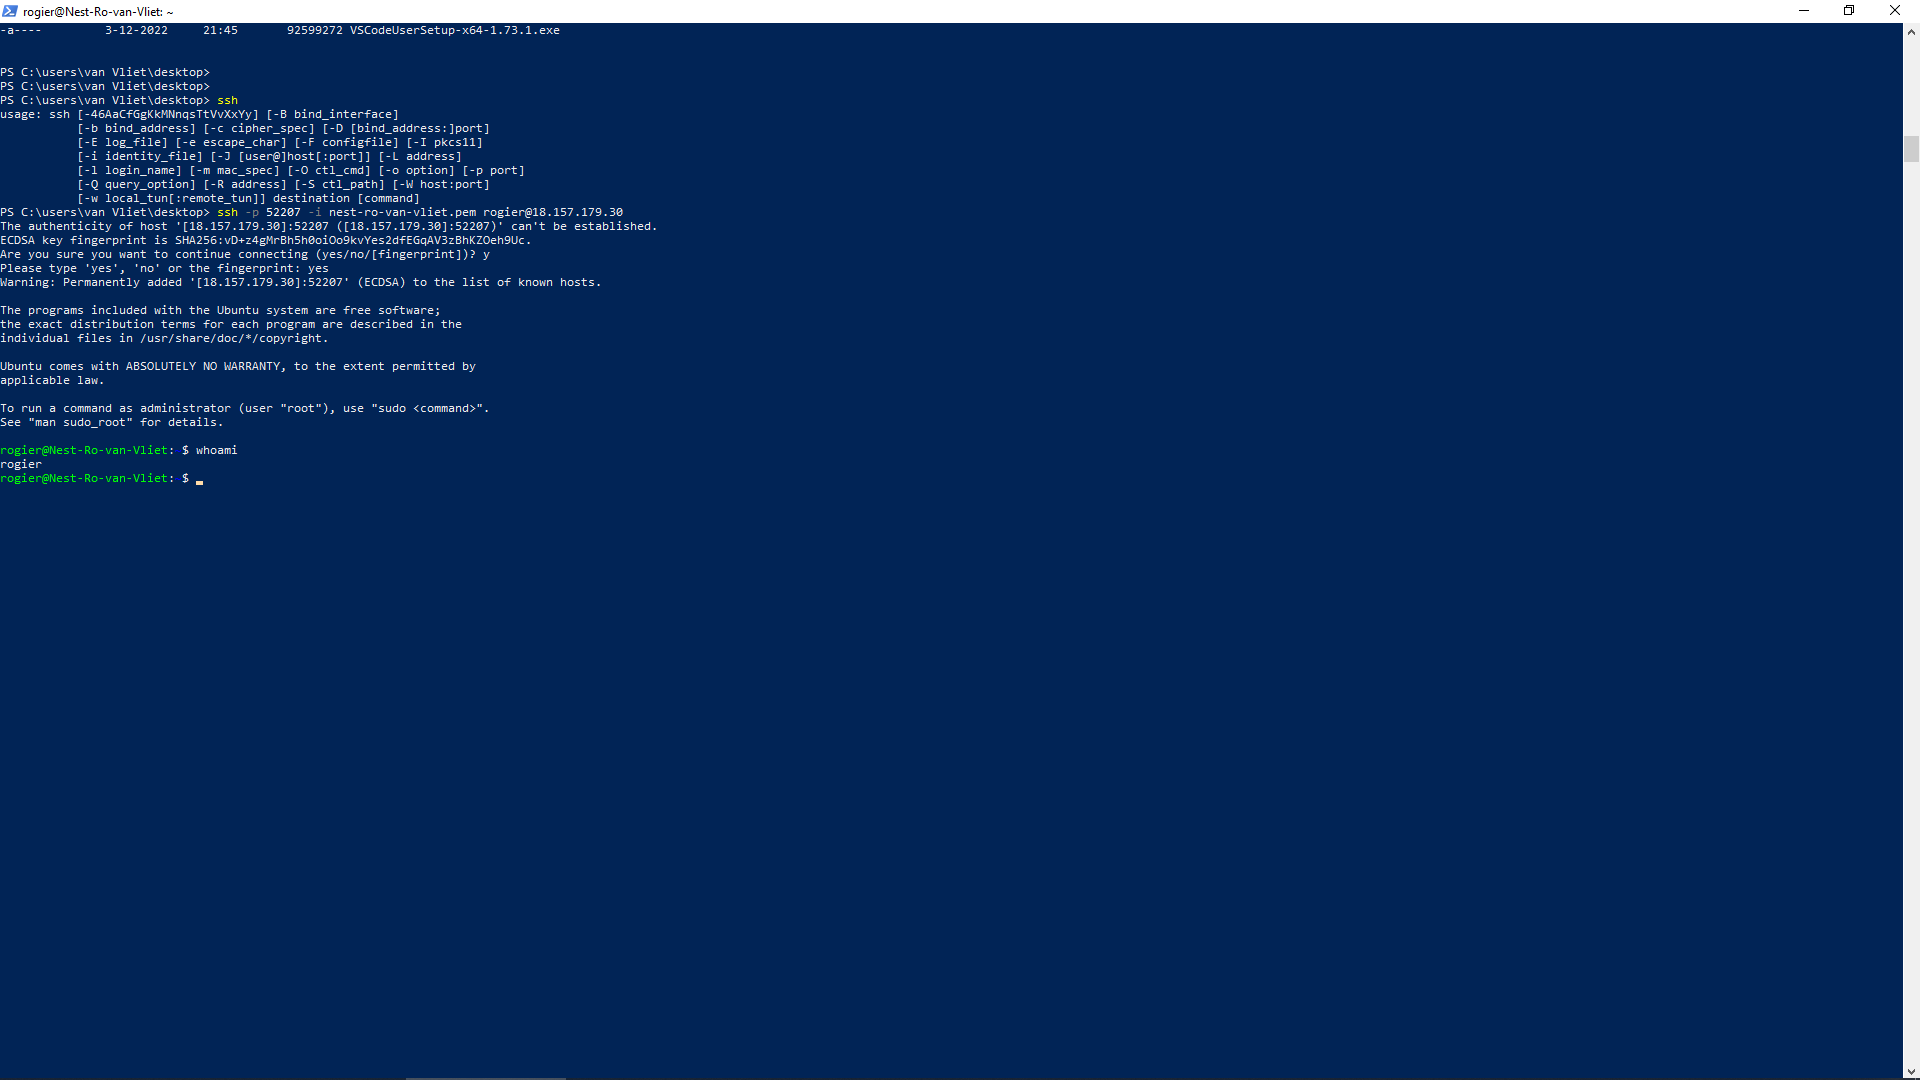 rogier@Nest-Ro-van-Vliet: ~
-a---- 3-12-2022 21:45 92599272 VSCodeUserSetup-x64-1.73.1.exe
PS C:\users\van Vliet\desktop>
PS C:\users\van Vliet\desktop>
PS C:\users\van Vliet\desktop> ssh
usage: ssh [-46AaCfGgKkMNnqsTtVvXxYy] [-B bind_interface]
[-b bind_address] [-c cipher_spec] [-D [bind_address:]port]
[-E log_file] [-e escape_char] [-F configfile] [-I pkcs11]
[-i identity_file] [-J [user@]host[:port]] [-L address]
[-l login_name] [-m mac_spec] [-O ctl_cmd] [-o option] [-p port]
[-Q query_option] [-R address] [-S ctl_path] [-W host:port]
[-w local_tun[:remote_tun]] destination [command]
PS C:\users\van Vliet\desktop> ssh -p 52207 -i nest-ro-van-vliet.pem rogier@18.157.179.30
The authenticity of host '[18.157.179.30]:52207 ([18.157.179.30]:52207)' can't be established.
ECDSA key fingerprint is SHA256:vD+z4gMrBh5h0oiOo9kvYes2dfEGqAV3zBhKZOeh9Uc.
Are you sure you want to continue connecting (yes/no/[fingerprint])? y
Please type 'yes', 'no' or the fingerprint: yes
Warning: Permanently added '[18.157.179.30]:52207' (ECDSA) to the list of known hosts.
The programs included with the Ubuntu system are free software;
the exact distribution terms for each program are described in the
individual files in /usr/share/doc/*/copyright.
Ubuntu comes with ABSOLUTELY NO WARRANTY, to the extent permitted by
applicable law.
To run a command as administrator (user "root"), use "sudo <command>".
See "man sudo_root" for details.
rogier@Nest-Ro-van-Vliet:~$ whoami
rogier
rogier@Nest-Ro-van-Vliet:~$